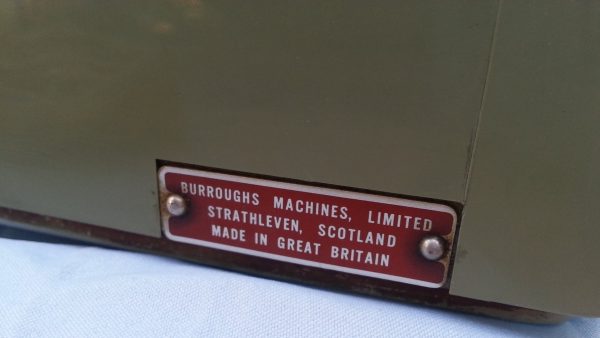 BURROUGHS MACHINES, LIMITED
STRATHLEVEN, SCOTLAND
MADE IN GREAT BRITAIN